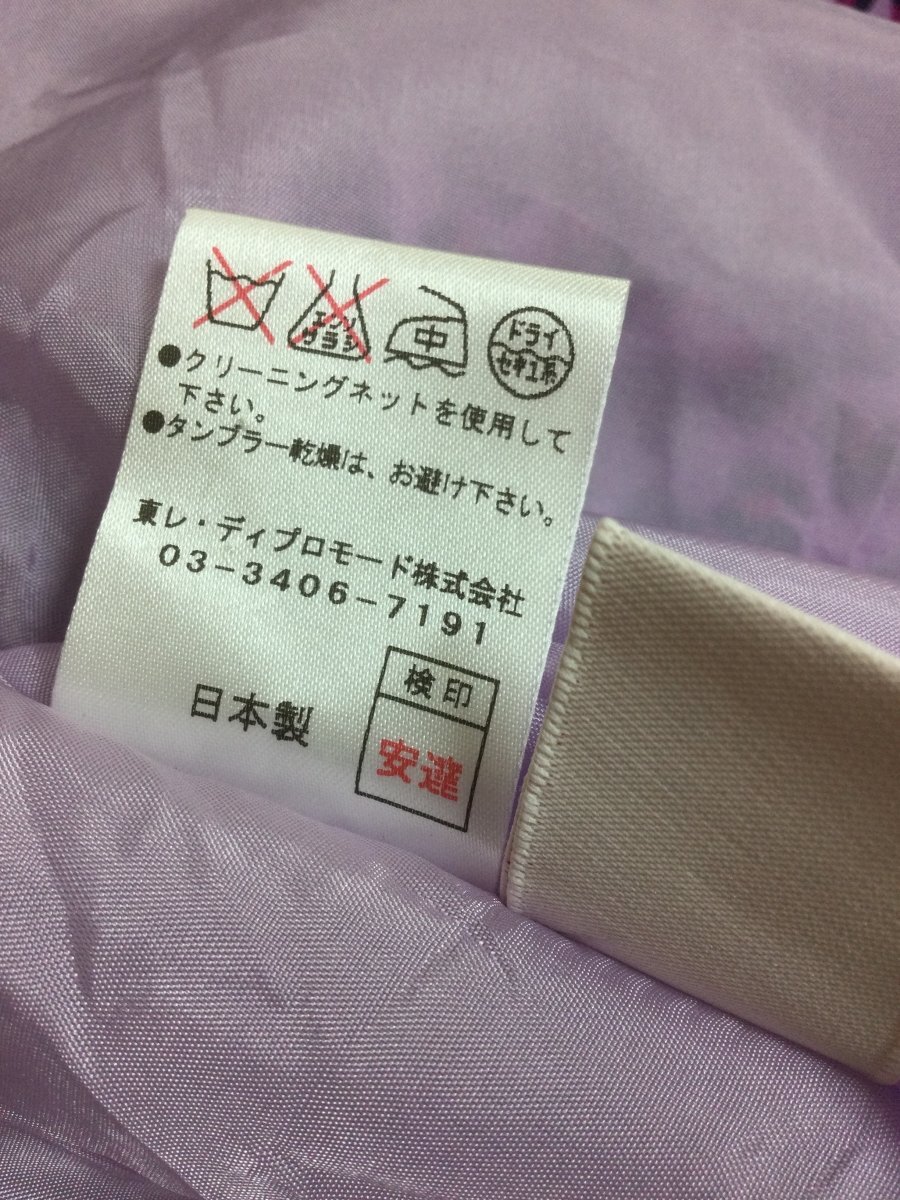 エンソ
サラシ
中
ドライ
セキユ系
●クリーニングネットを使用して
下さい。
●タンブラー乾燥は、お避け下さい。
東レ・ディプロモード株式会社
03-3406-7191
日本製
検印
安達